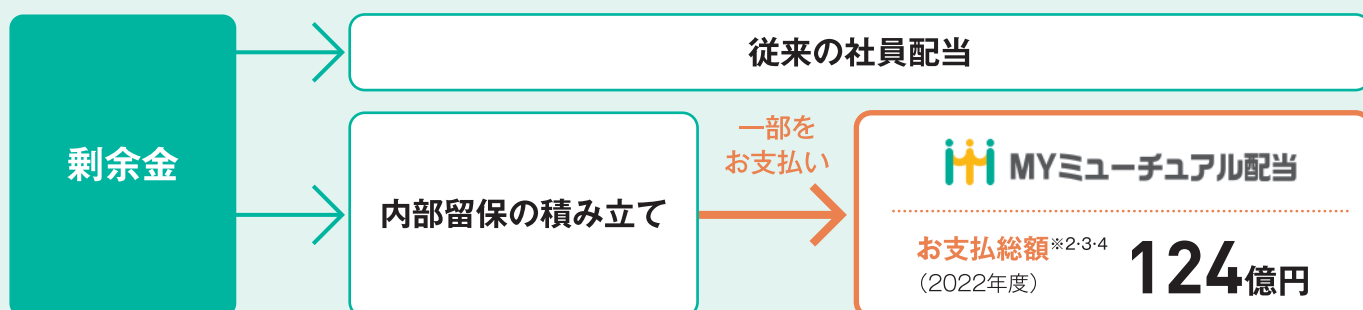 剰余金
従来の社員配当
内部留保の積み立て
一部を
お支払い
MYミューチュアル配当
お支払総額※2・3・4
（2022年度）
124億円